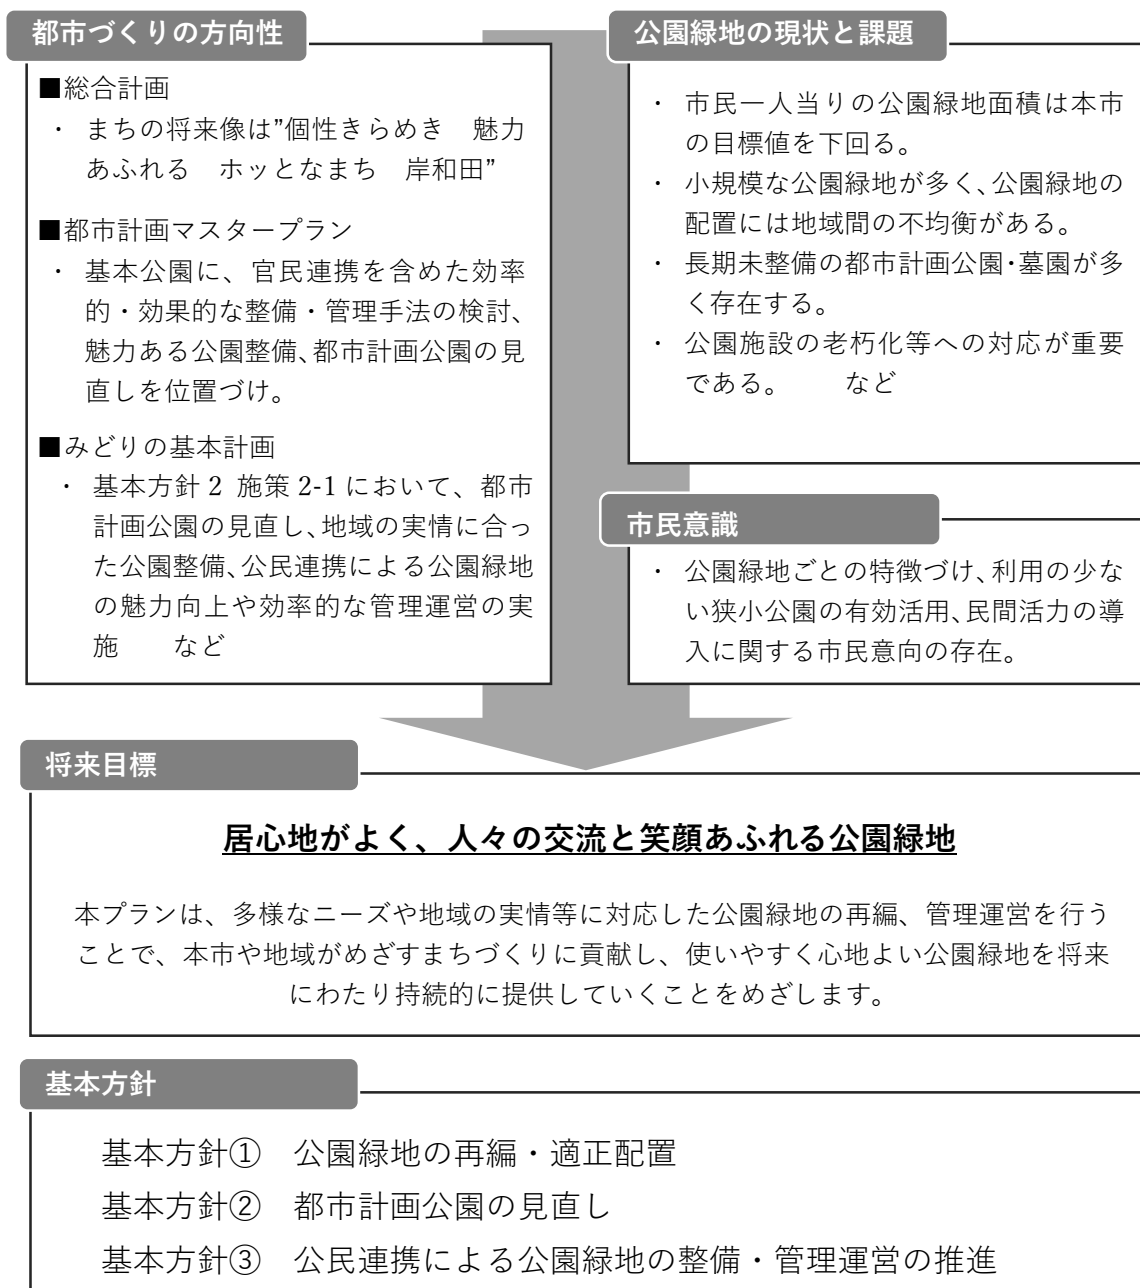 都市づくりの方向性
■総合計画
・ まちの将来像は”個性きらめき　魅力
あふれる　ホッとなまち　岸和田”
■都市計画マスタープラン
・ 基本公園に、官民連携を含めた効率
的・効果的な整備・管理手法の検討、
魅力ある公園整備、都市計画公園の見
直しを位置づけ。
■みどりの基本計画
・ 基本方針 2 施策 2-1 において、都市
計画公園の見直し、地域の実情に合っ
た公園整備、公民連携による公園緑地
の魅力向上や効率的な管理運営の実
施　　など
公園緑地の現状と課題
・ 市民一人当りの公園緑地面積は本市
の目標値を下回る。
・ 小規模な公園緑地が多く、公園緑地の
配置には地域間の不均衡がある。
・ 長期未整備の都市計画公園・墓園が多
く存在する。
・ 公園施設の老朽化等への対応が重要
である。　　など
市民意識
・ 公園緑地ごとの特徴づけ、利用の少な
い狭小公園の有効活用、民間活力の導
入に関する市民意向の存在。
将来目標
居心地がよく、人々の交流と笑顔あふれる公園緑地
本プランは、多様なニーズや地域の実情等に対応した公園緑地の再編、管理運営を行う
ことで、本市や地域がめざすまちづくりに貢献し、使いやすく心地よい公園緑地を将来
にわたり持続的に提供していくことをめざします。
基本方針
基本方針①　公園緑地の再編・適正配置
基本方針②　都市計画公園の見直し
基本方針③　公民連携による公園緑地の整備・管理運営の推進